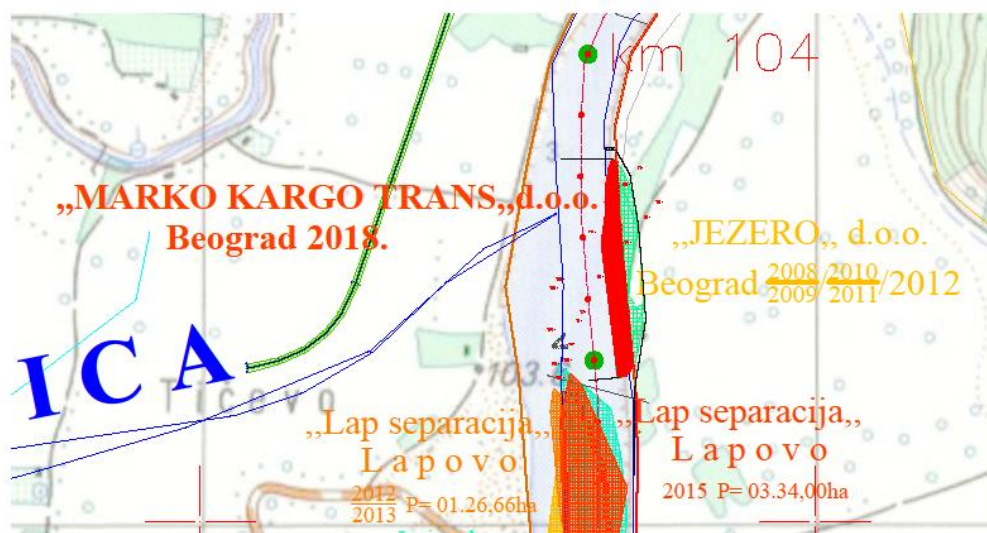 km 104
„MARKO KARGO TRANS„d.o.o.
Beograd 2018.
„JEZERO„ d.o.o.
Beograd 2008/2009/2010/2011/2012
I C A
T I Ć E V O
103.
„Lap separacija„
L a p o v o
2012/2013 P= 01.26,66ha
„Lap separacija„
L a p o v o
2015 P= 03.34,00ha